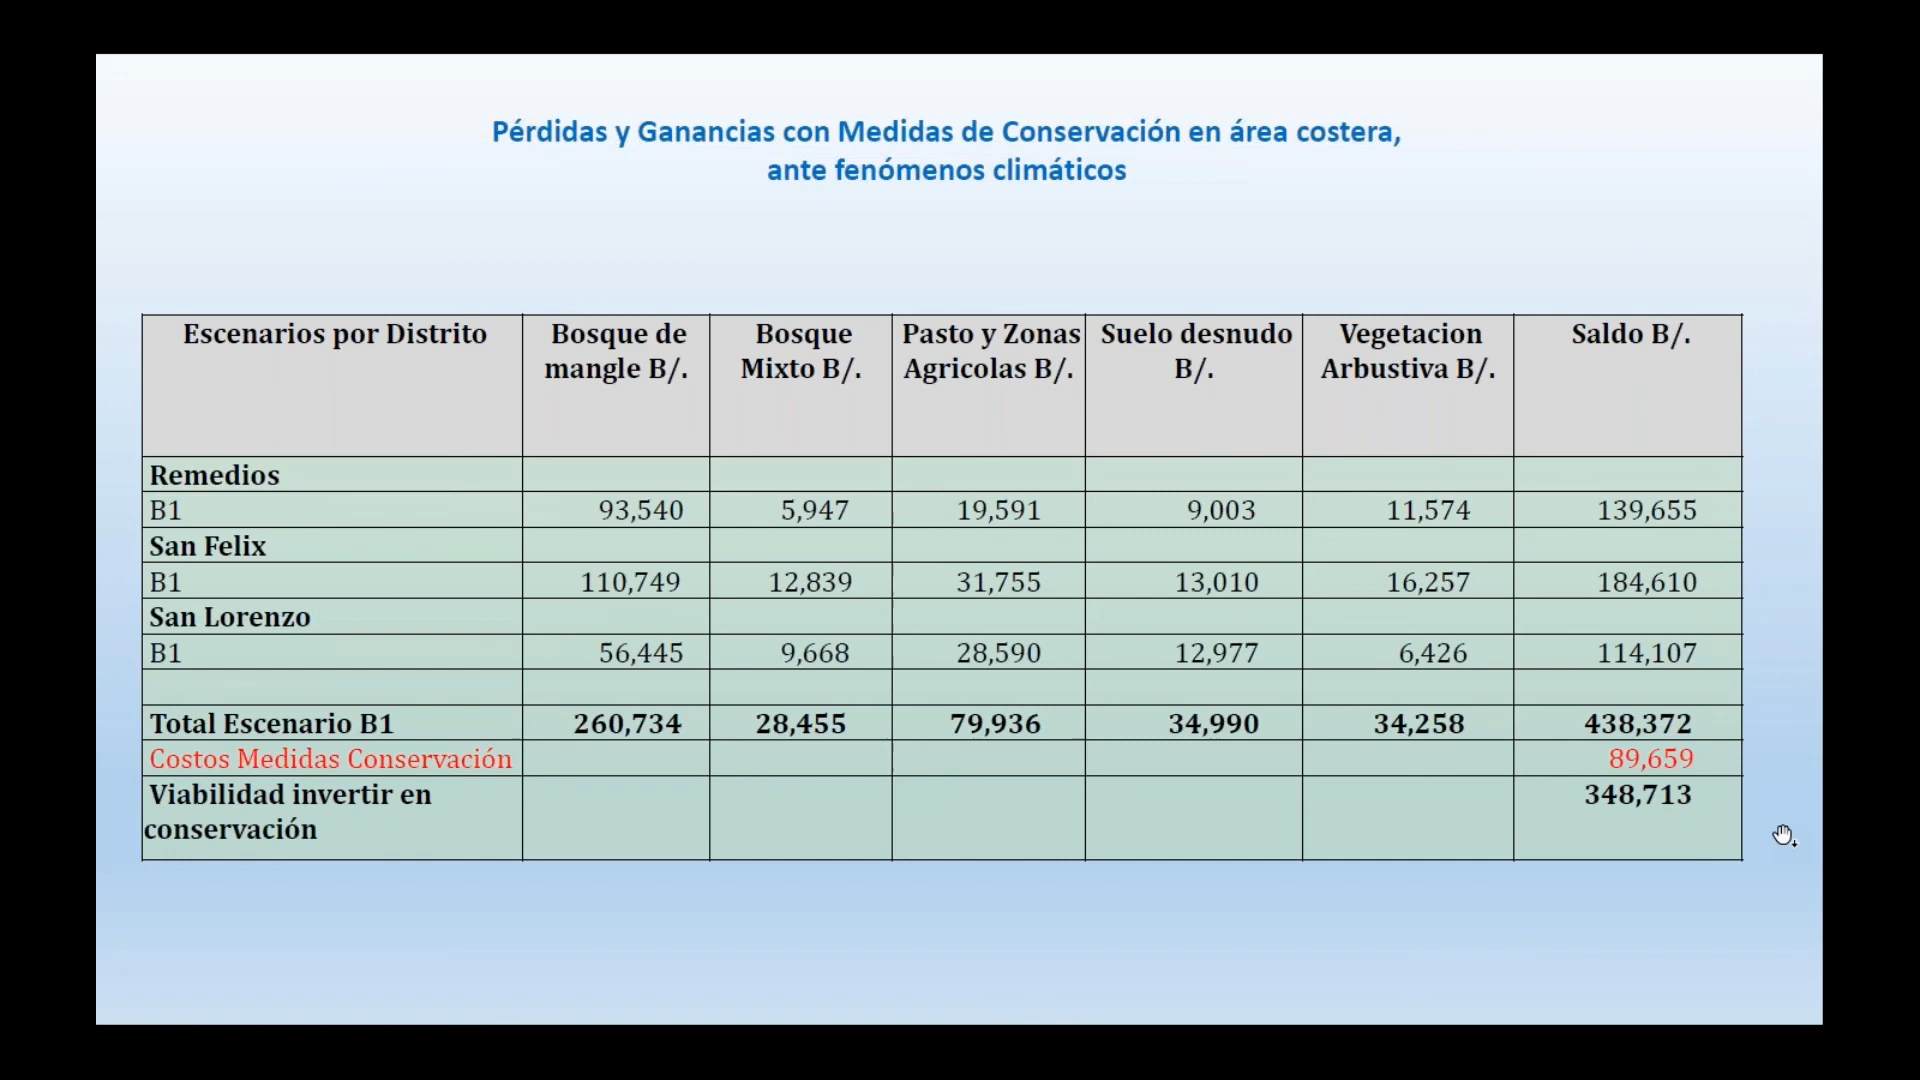 Pérdidas y Ganancias con Medidas de Conservación en área costera,
ante fenómenos climáticos
Escenarios por Distrito Bosque de mangle B/. Bosque Mixto B/. Pasto y Zonas Agricolas B/. Suelo desnudo B/. Vegetacion Arbustiva B/. Saldo B/.
Remedios
B1 93,540 5,947 19,591 9,003 11,574 139,655
San Felix
B1 110,749 12,839 31,755 13,010 16,257 184,610
San Lorenzo
B1 56,445 9,668 28,590 12,977 6,426 114,107
Total Escenario B1 260,734 28,455 79,936 34,990 34,258 438,372
Costos Medidas Conservación 89,659
Viabilidad invertir en conservación 348,713